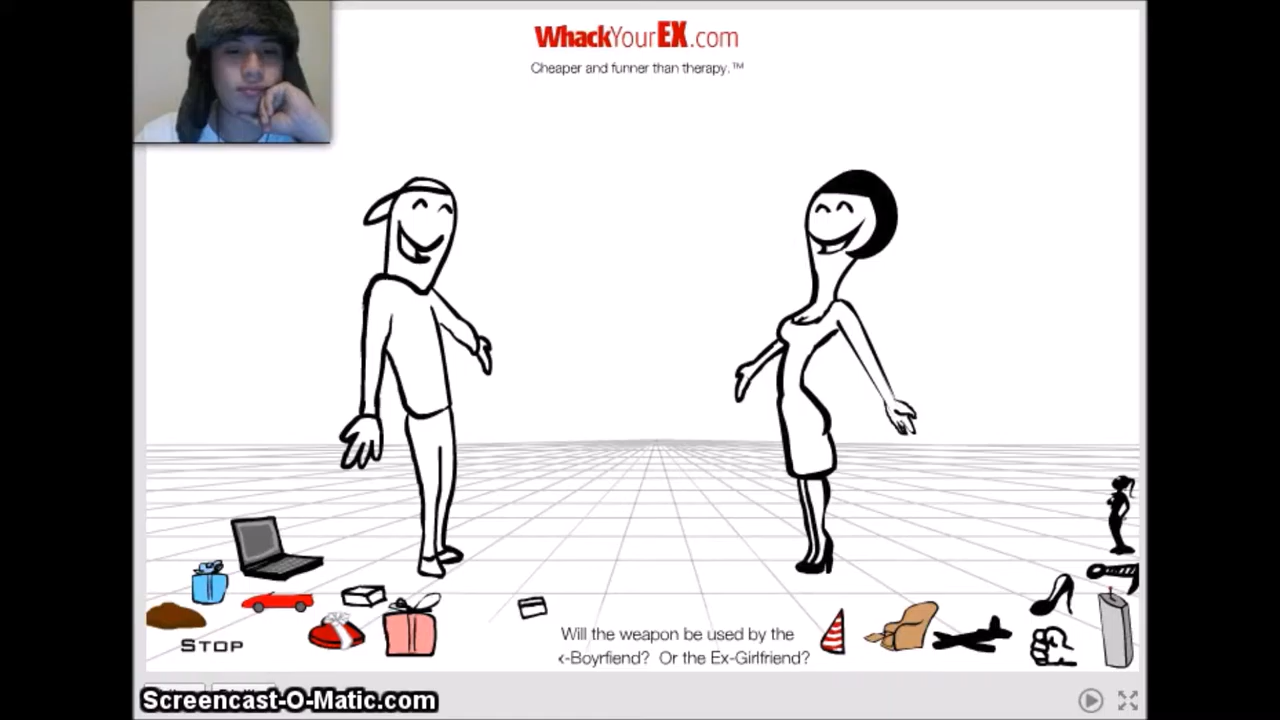 WhackYourEX.com
Cheaper and funner than therapy.™
STOP
Will the weapon be used by the
x-Boyrfiend? Or the Ex-Girlfriend?
Screencast-O-Matic.com